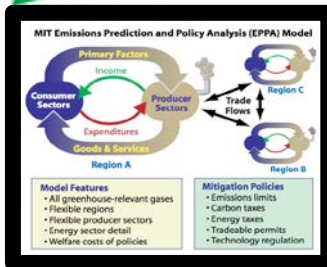 MIT Emissions Prediction and Policy Analysis (EPPA) Model
Primary Factors
Income
Consumer
Sectors
Producer
Sectors
Expenditures
Goods & Services
Region A
Trade
Flows
Region C
Region B
Model Features
• All greenhouse-relevant gases
• Flexible regions
• Flexible producer sectors
• Energy sector detail
• Welfare costs of policies
Mitigation Policies
• Emissions limits
• Carbon taxes
• Energy taxes
• Tradeable permits
• Technology regulation